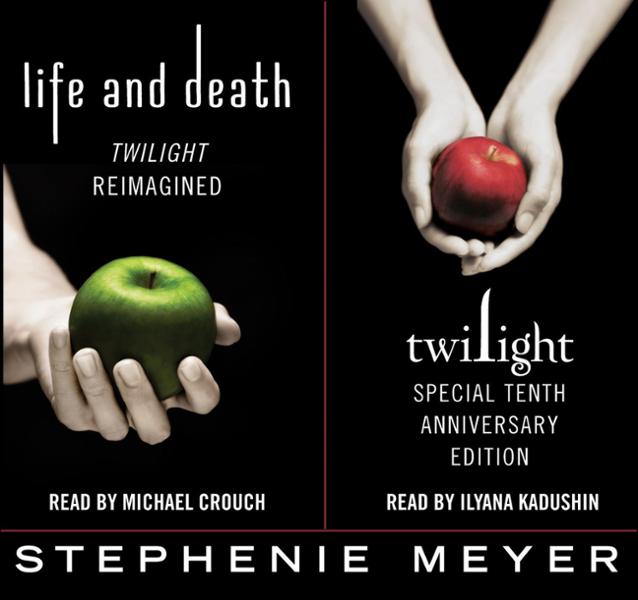 life and death
TWILIGHT
REIMAGINED
READ BY MICHAEL CROUCH
twilight
SPECIAL TENTH
ANNIVERSARY
EDITION
READ BY ILYANA KADUSHIN
STEPHENIE MEYER